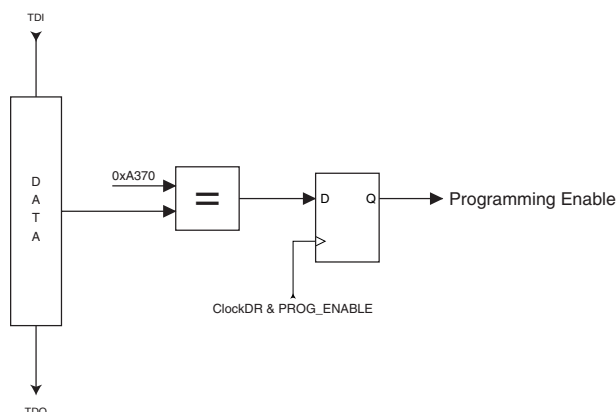 TDI
D
A
T
A
0xA370
=
D Q
Programming Enable
ClockDR & PROG_ENABLE
TDO